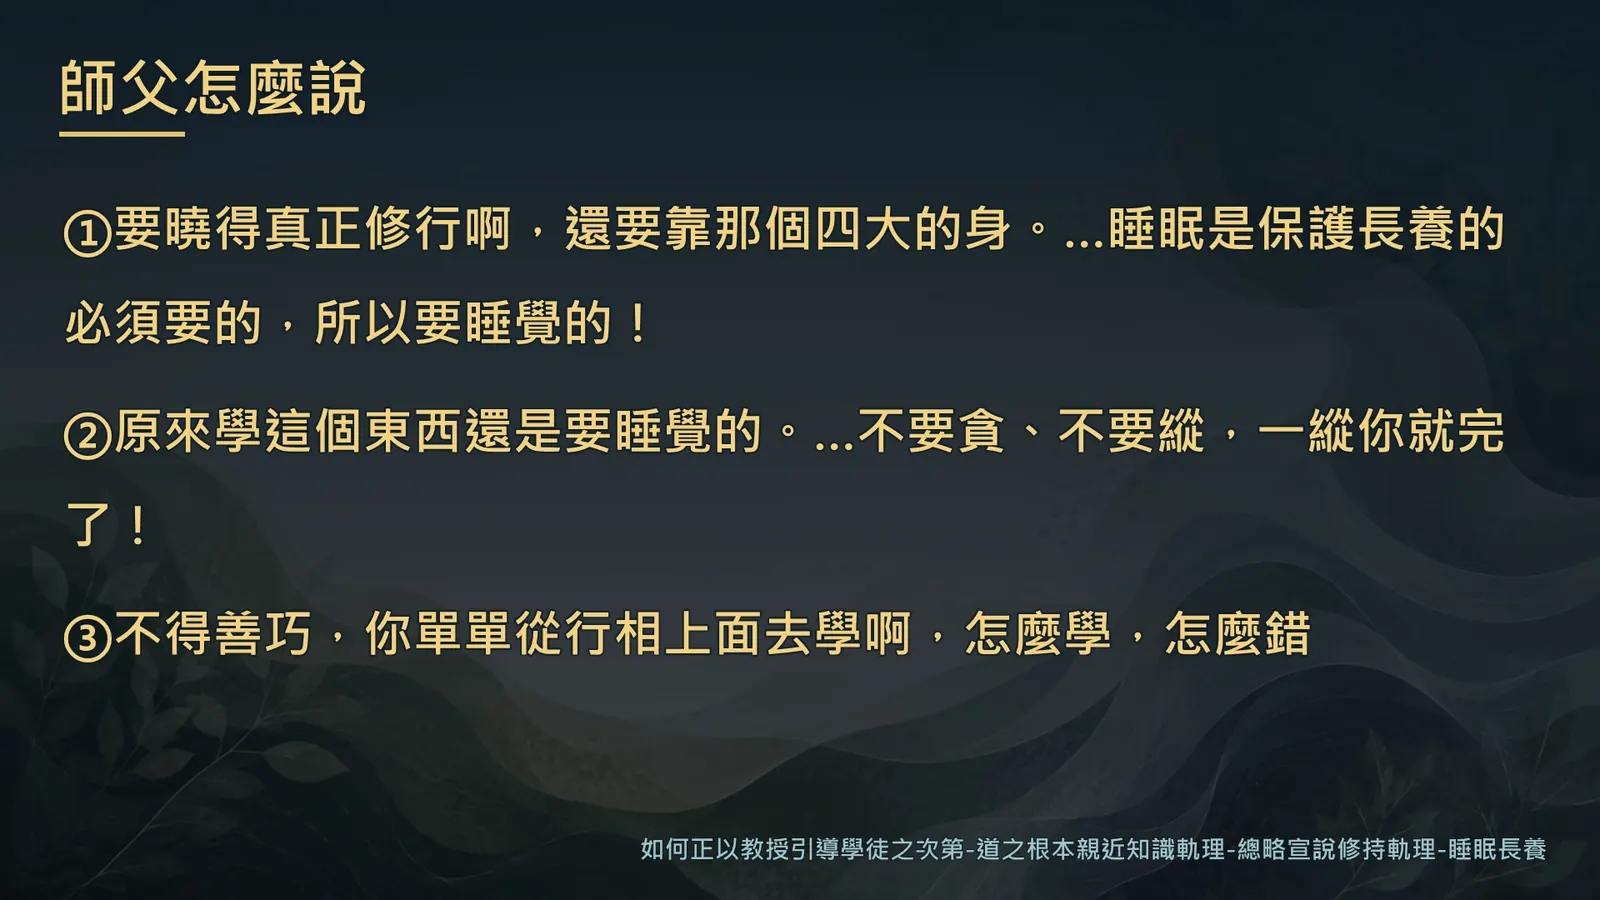 師父怎麼說
①要曉得真正修行啊，還要靠那個四大的身。...睡眠是保護長養的
必須要的，所以要睡覺的！
②原來學這個東西還是要睡覺的。...不要貪、不要縱，一縱你就完
了！
③不得善巧，你單單從行相上面去學啊，怎麼學，怎麼錯
如何正以教授引導學徒之次第-道之根本親近知識軌理-總略宣說修持軌理-睡眠長養